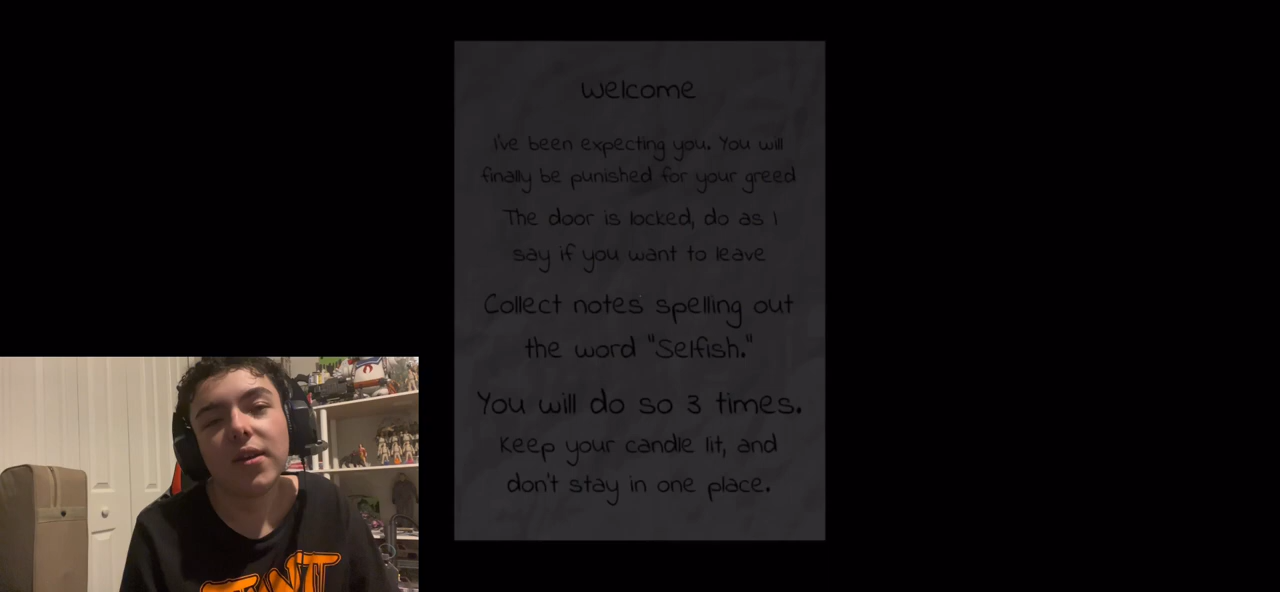 Welcome
I've been expecting you. You will
finally be punished for your greed
The door is locked, do as I
say if you want to leave
Collect notes spelling out
the word "Selfish."
You will do so 3 times.
Keep your candle lit, and
don't stay in one place.